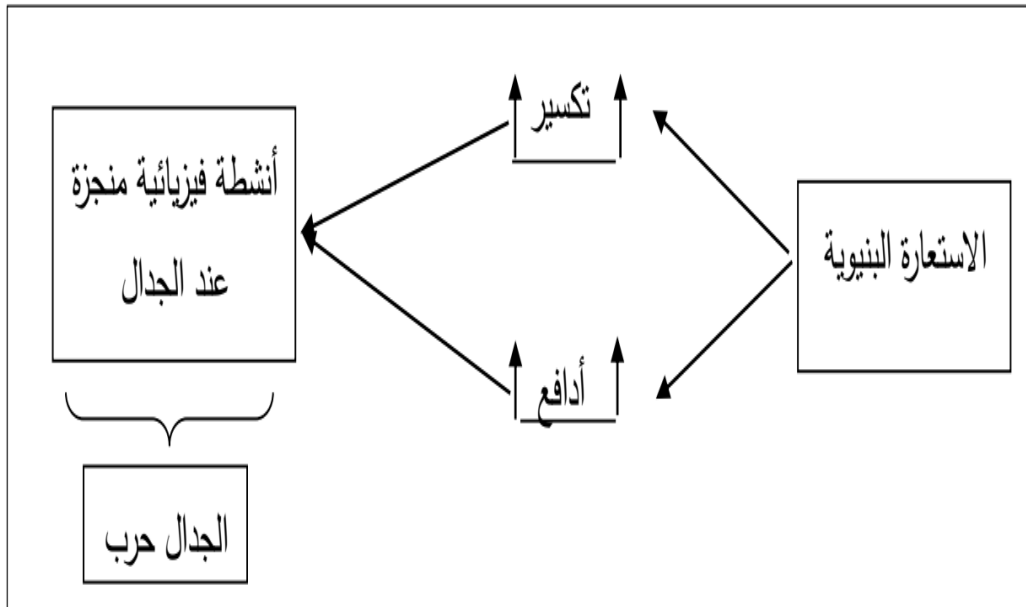 الاستعارة البنيوية
تكسير
أدافع
أنشطة فيزيائية منجزة
عند الجدال
الجدال حرب